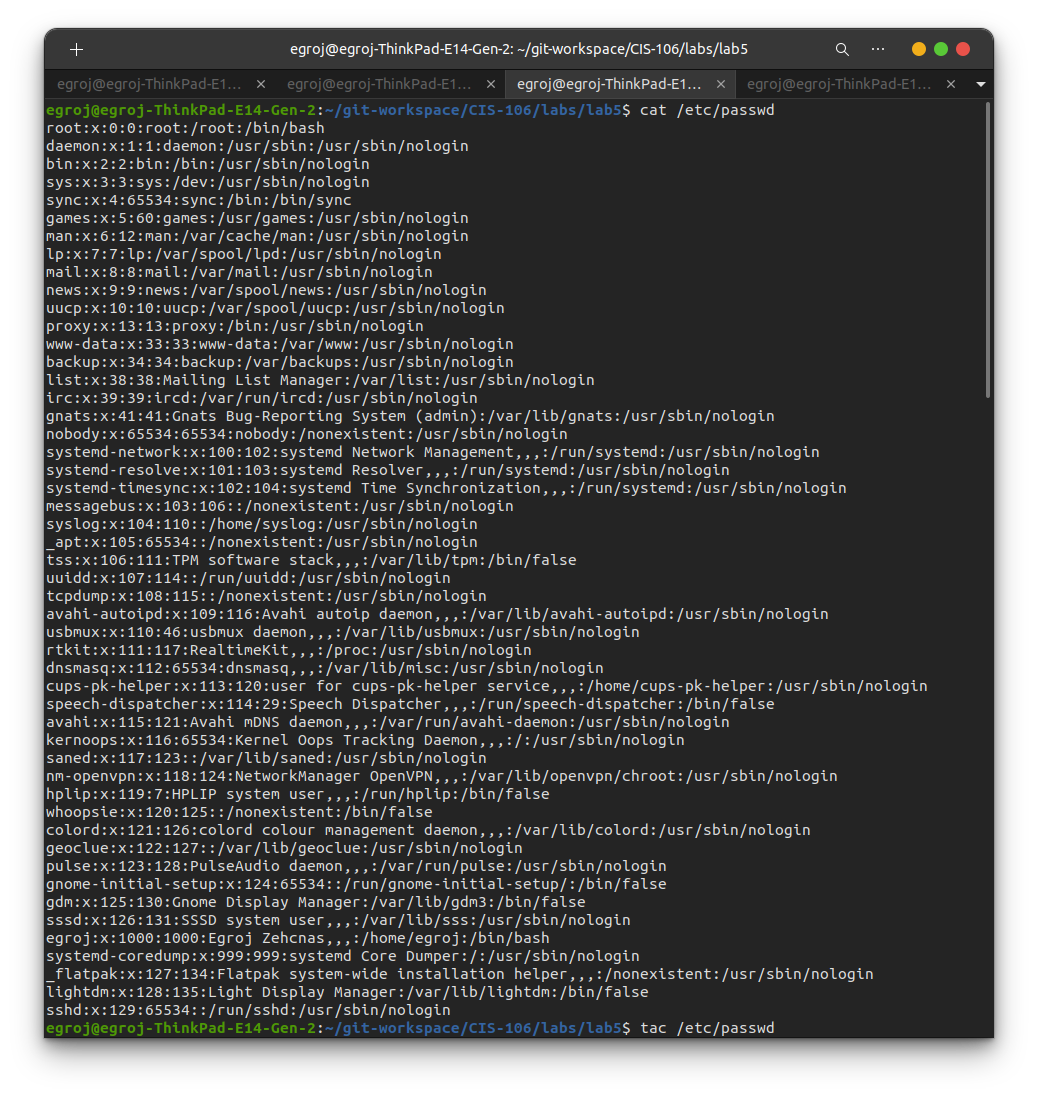 egroj@egroj-ThinkPad-E14-Gen-2: ~/git-workspace/CIS-106/labs/lab5
egroj@egroj-ThinkPad-E1... egroj@egroj-ThinkPad-E1... egroj@egroj-ThinkPad-E1... egroj@egroj-ThinkPad-E1...
egroj@egroj-ThinkPad-E14-Gen-2:~/git-workspace/CIS-106/labs/lab5$ cat /etc/passwd
root:x:0:0:root:/root:/bin/bash
daemon:x:1:1:daemon:/usr/sbin:/usr/sbin/nologin
bin:x:2:2:bin:/bin:/usr/sbin/nologin
sys:x:3:3:sys:/dev:/usr/sbin/nologin
sync:x:4:65534:sync:/bin:/bin/sync
games:x:5:60:games:/usr/games:/usr/sbin/nologin
man:x:6:12:man:/var/cache/man:/usr/sbin/nologin
lp:x:7:7:lp:/var/spool/lpd:/usr/sbin/nologin
mail:x:8:8:mail:/var/mail:/usr/sbin/nologin
news:x:9:9:news:/var/spool/news:/usr/sbin/nologin
uucp:x:10:10:uucp:/var/spool/uucp:/usr/sbin/nologin
proxy:x:13:13:proxy:/bin:/usr/sbin/nologin
www-data:x:33:33:www-data:/var/www:/usr/sbin/nologin
backup:x:34:34:backup:/var/backups:/usr/sbin/nologin
list:x:38:38:Mailing List Manager:/var/list:/usr/sbin/nologin
irc:x:39:39:ircd:/var/run/ircd:/usr/sbin/nologin
gnats:x:41:41:Gnats Bug-Reporting System (admin):/var/lib/gnats:/usr/sbin/nologin
nobody:x:65534:65534:nobody:/nonexistent:/usr/sbin/nologin
systemd-network:x:100:102:systemd Network Management,,,:/run/systemd:/usr/sbin/nologin
systemd-resolve:x:101:103:systemd Resolver,,,:/run/systemd:/usr/sbin/nologin
systemd-timesync:x:102:104:systemd Time Synchronization,,,:/run/systemd:/usr/sbin/nologin
messagebus:x:103:106::/nonexistent:/usr/sbin/nologin
syslog:x:104:110::/home/syslog:/usr/sbin/nologin
_apt:x:105:65534::/nonexistent:/usr/sbin/nologin
tss:x:106:111:TPM software stack,,,:/var/lib/tpm:/bin/false
uuidd:x:107:114::/run/uuidd:/usr/sbin/nologin
tcpdump:x:108:115::/nonexistent:/usr/sbin/nologin
avahi-autoipd:x:109:116:Avahi autoip daemon,,,:/var/lib/avahi-autoipd:/usr/sbin/nologin
usbmux:x:110:46:usbmux daemon,,,:/var/lib/usbmux:/usr/sbin/nologin
rtkit:x:111:117:RealtimeKit,,,:/proc:/usr/sbin/nologin
dnsmasq:x:112:65534:dnsmasq,,,:/var/lib/misc:/usr/sbin/nologin
cups-pk-helper:x:113:120:user for cups-pk-helper service,,,:/home/cups-pk-helper:/usr/sbin/nologin
speech-dispatcher:x:114:29:Speech Dispatcher,,,:/run/speech-dispatcher:/bin/false
avahi:x:115:121:Avahi mDNS daemon,,,:/var/run/avahi-daemon:/usr/sbin/nologin
kernoops:x:116:65534:Kernel Oops Tracking Daemon,,,:/:/usr/sbin/nologin
saned:x:117:123::/var/lib/saned:/usr/sbin/nologin
nm-openvpn:x:118:124:NetworkManager OpenVPN,,,:/var/lib/openvpn/chroot:/usr/sbin/nologin
hplip:x:119:7:HPLIP system user,,,:/run/hplip:/bin/false
whoopsie:x:120:125::/nonexistent:/bin/false
colord:x:121:126:colord colour management daemon,,,:/var/lib/colord:/usr/sbin/nologin
geoclue:x:122:127::/var/lib/geoclue:/usr/sbin/nologin
pulse:x:123:128:PulseAudio daemon,,,:/var/run/pulse:/usr/sbin/nologin
gnome-initial-setup:x:124:65534::/run/gnome-initial-setup/:/bin/false
gdm:x:125:130:Gnome Display Manager:/var/lib/gdm3:/bin/false
sssd:x:126:131:SSSD system user,,,:/var/lib/sss:/usr/sbin/nologin
egroj:x:1000:1000:Egroj Zehcnas,,,:/home/egroj:/bin/bash
systemd-coredump:x:999:999:systemd Core Dumper:/:/usr/sbin/nologin
_flatpak:x:127:134:Flatpak system-wide installation helper,,,:/nonexistent:/usr/sbin/nologin
lightdm:x:128:135:Light Display Manager:/var/lib/lightdm:/bin/false
sshd:x:129:65534::/run/sshd:/usr/sbin/nologin
egroj@egroj-ThinkPad-E14-Gen-2:~/git-workspace/CIS-106/labs/lab5$ tac /etc/passwd